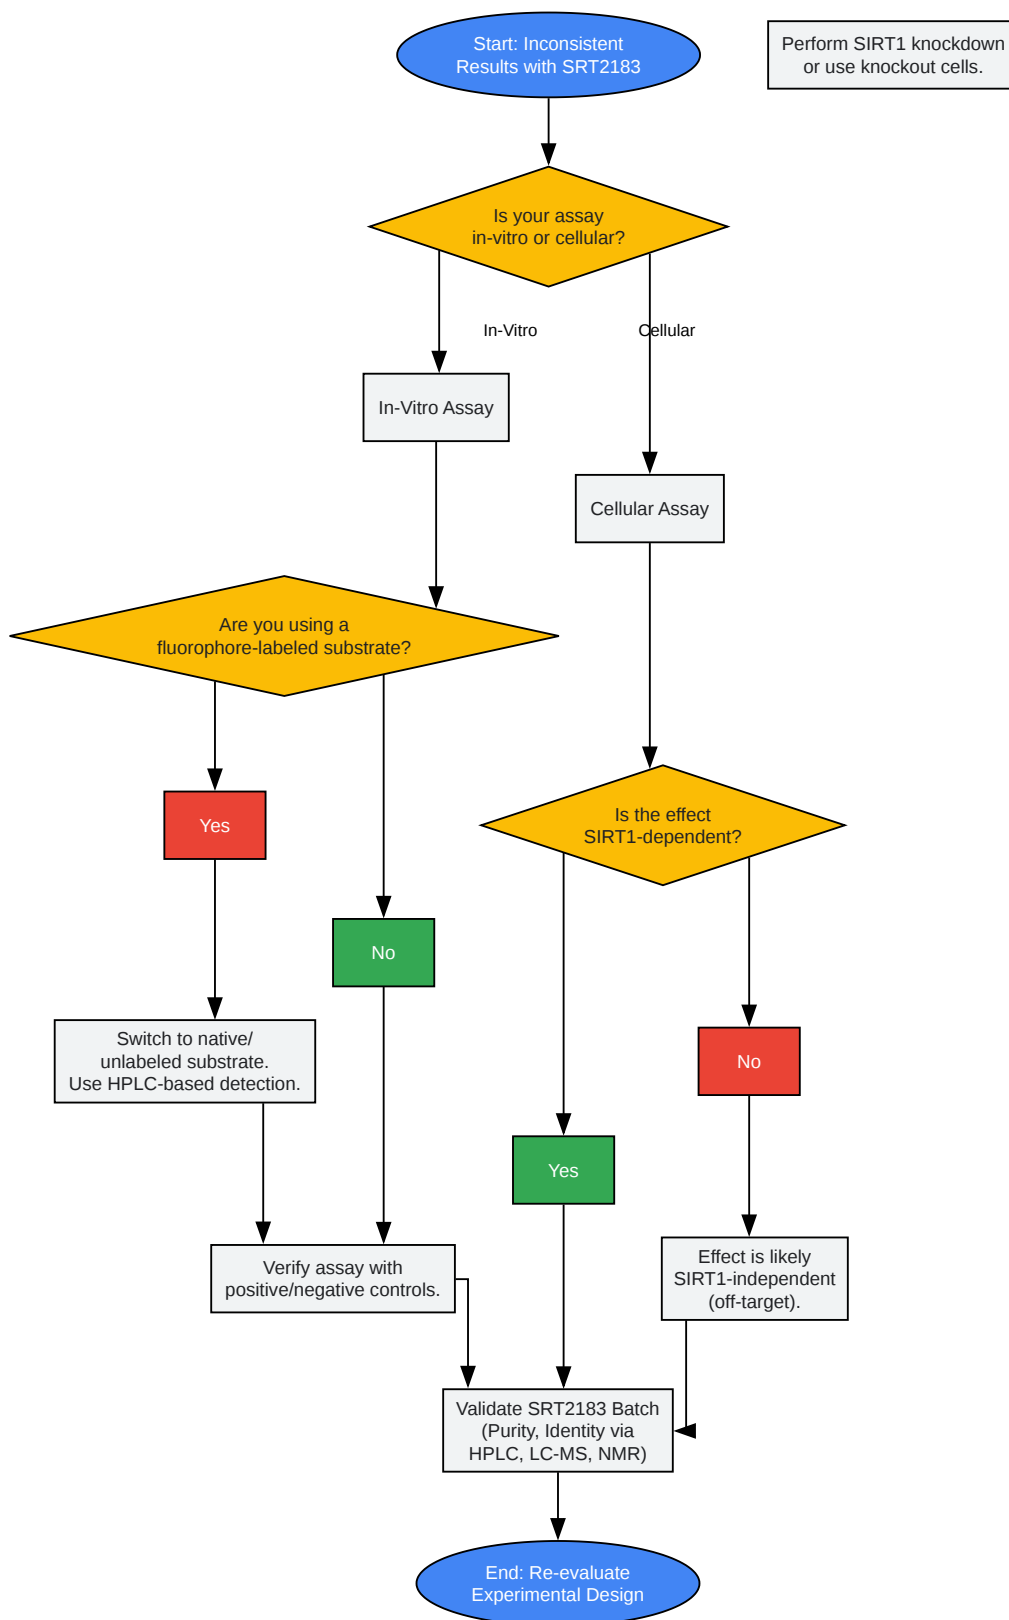 Start: Inconsistent
Results with SRT2183
Perform SIRT1 knockdown
or use knockout cells.
Is your assay
in-vitro or cellular?
In-Vitro
Cellular
In-Vitro Assay
Cellular Assay
Are you using a
fluorophore-labeled substrate?
Is the effect
SIRT1-dependent?
Yes
No
Switch to native/
unlabeled substrate.
Use HPLC-based detection.
No
Yes
Verify assay with
positive/negative controls.
Effect is likely
SIRT1-independent
(off-target).
Validate SRT2183 Batch
(Purity, Identity via
HPLC, LC-MS, NMR)
End: Re-evaluate
Experimental Design